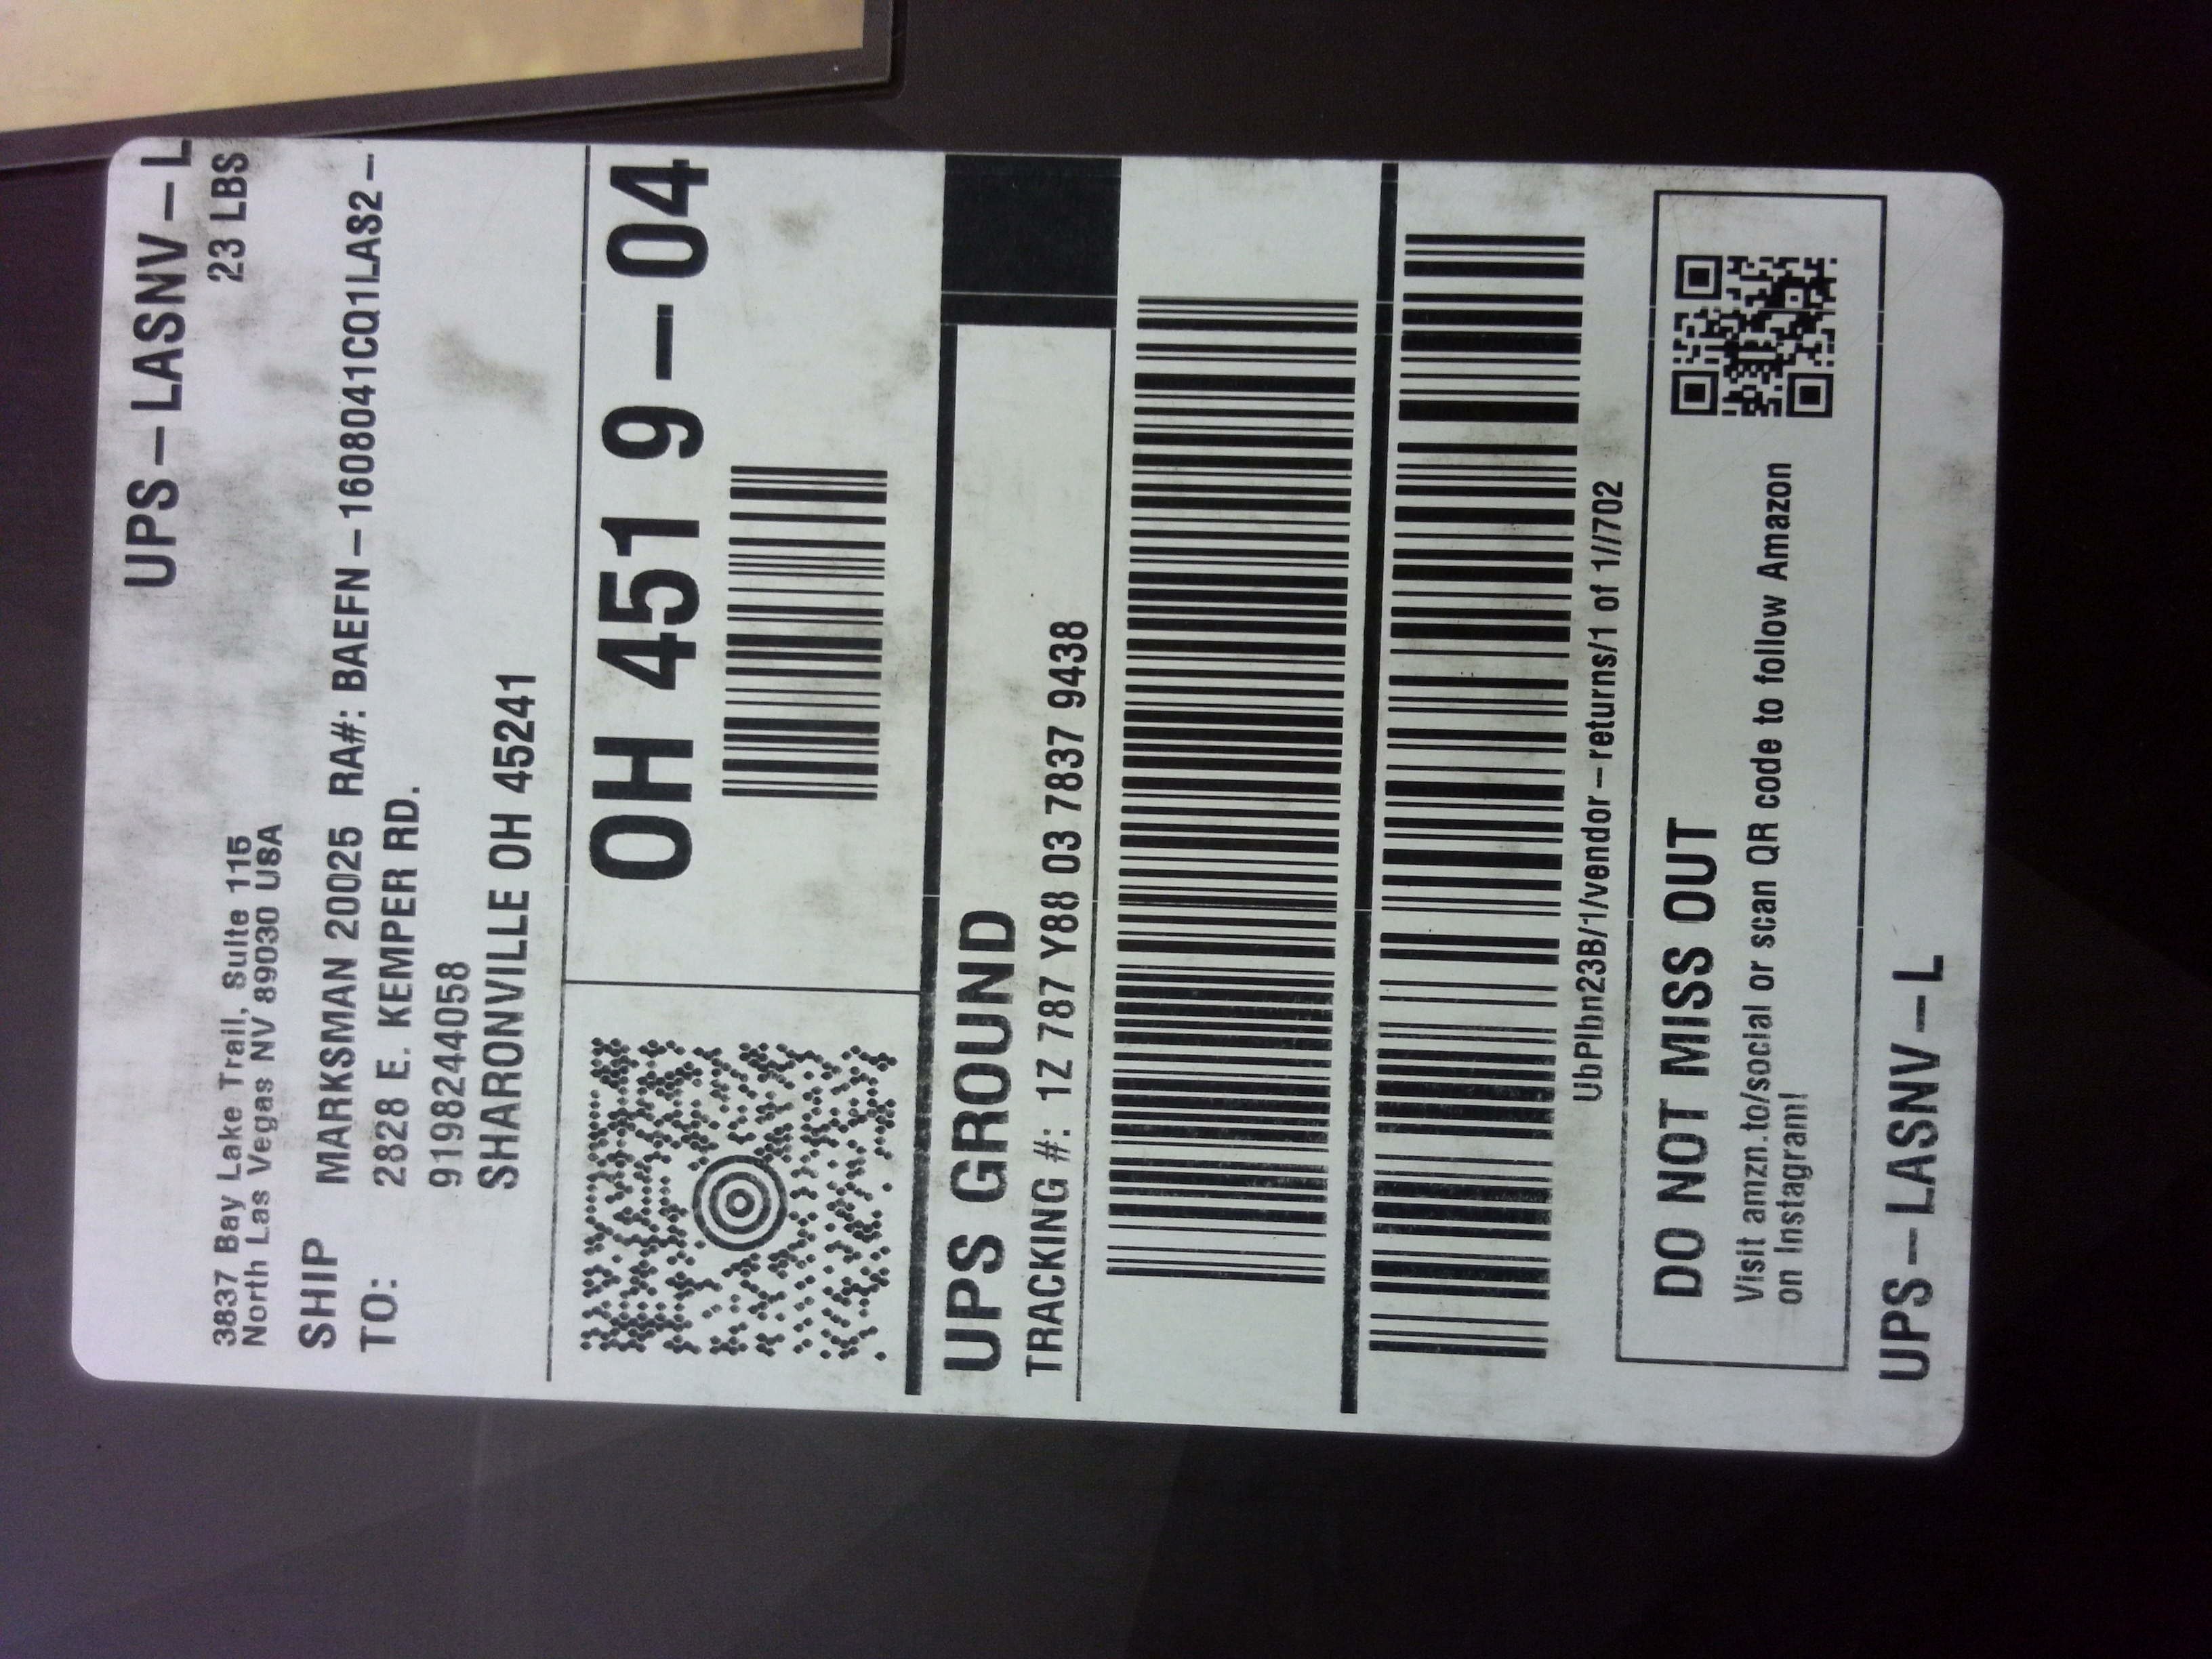 UPS-LASNV-L
23 LBS
3837 Bay Lake Trail, Suite 115
North Las Vegas NV 89030 USA
SHIP TO:
MARKSMAN 20025 RA#: BAEFN-1608041CQ1LAS2-
2828 E. KEMPER RD.
9198244058
SHARONVILLE OH 45241
OH 451 9-04
UPS GROUND
TRACKING #: 1Z 787 Y88 03 7837 9438
UbPlbn23B/-1/vendor-returns/1 of 1//702
DO NOT MISS OUT
Visit amzn.to/social or scan QR code to follow Amazon
on Instagram!
UPS-LASNV-L